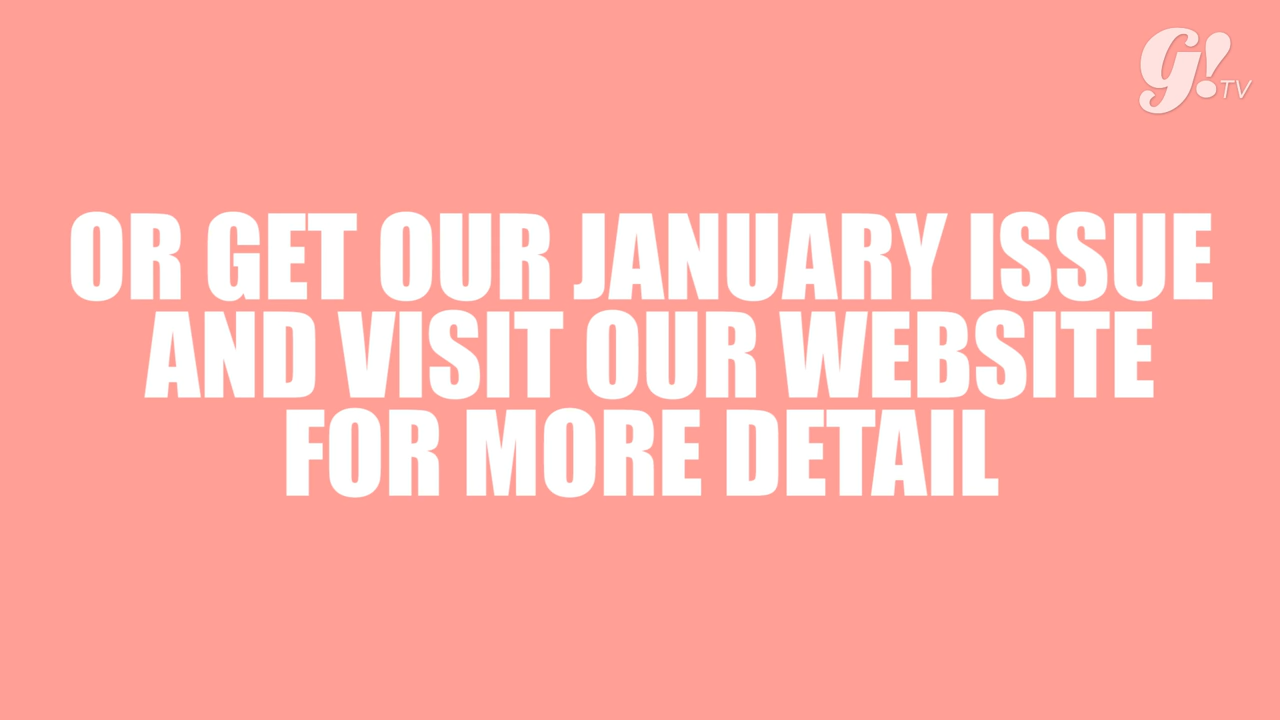 G! TV
OR GET OUR JANUARY ISSUE
AND VISIT OUR WEBSITE
FOR MORE DETAIL